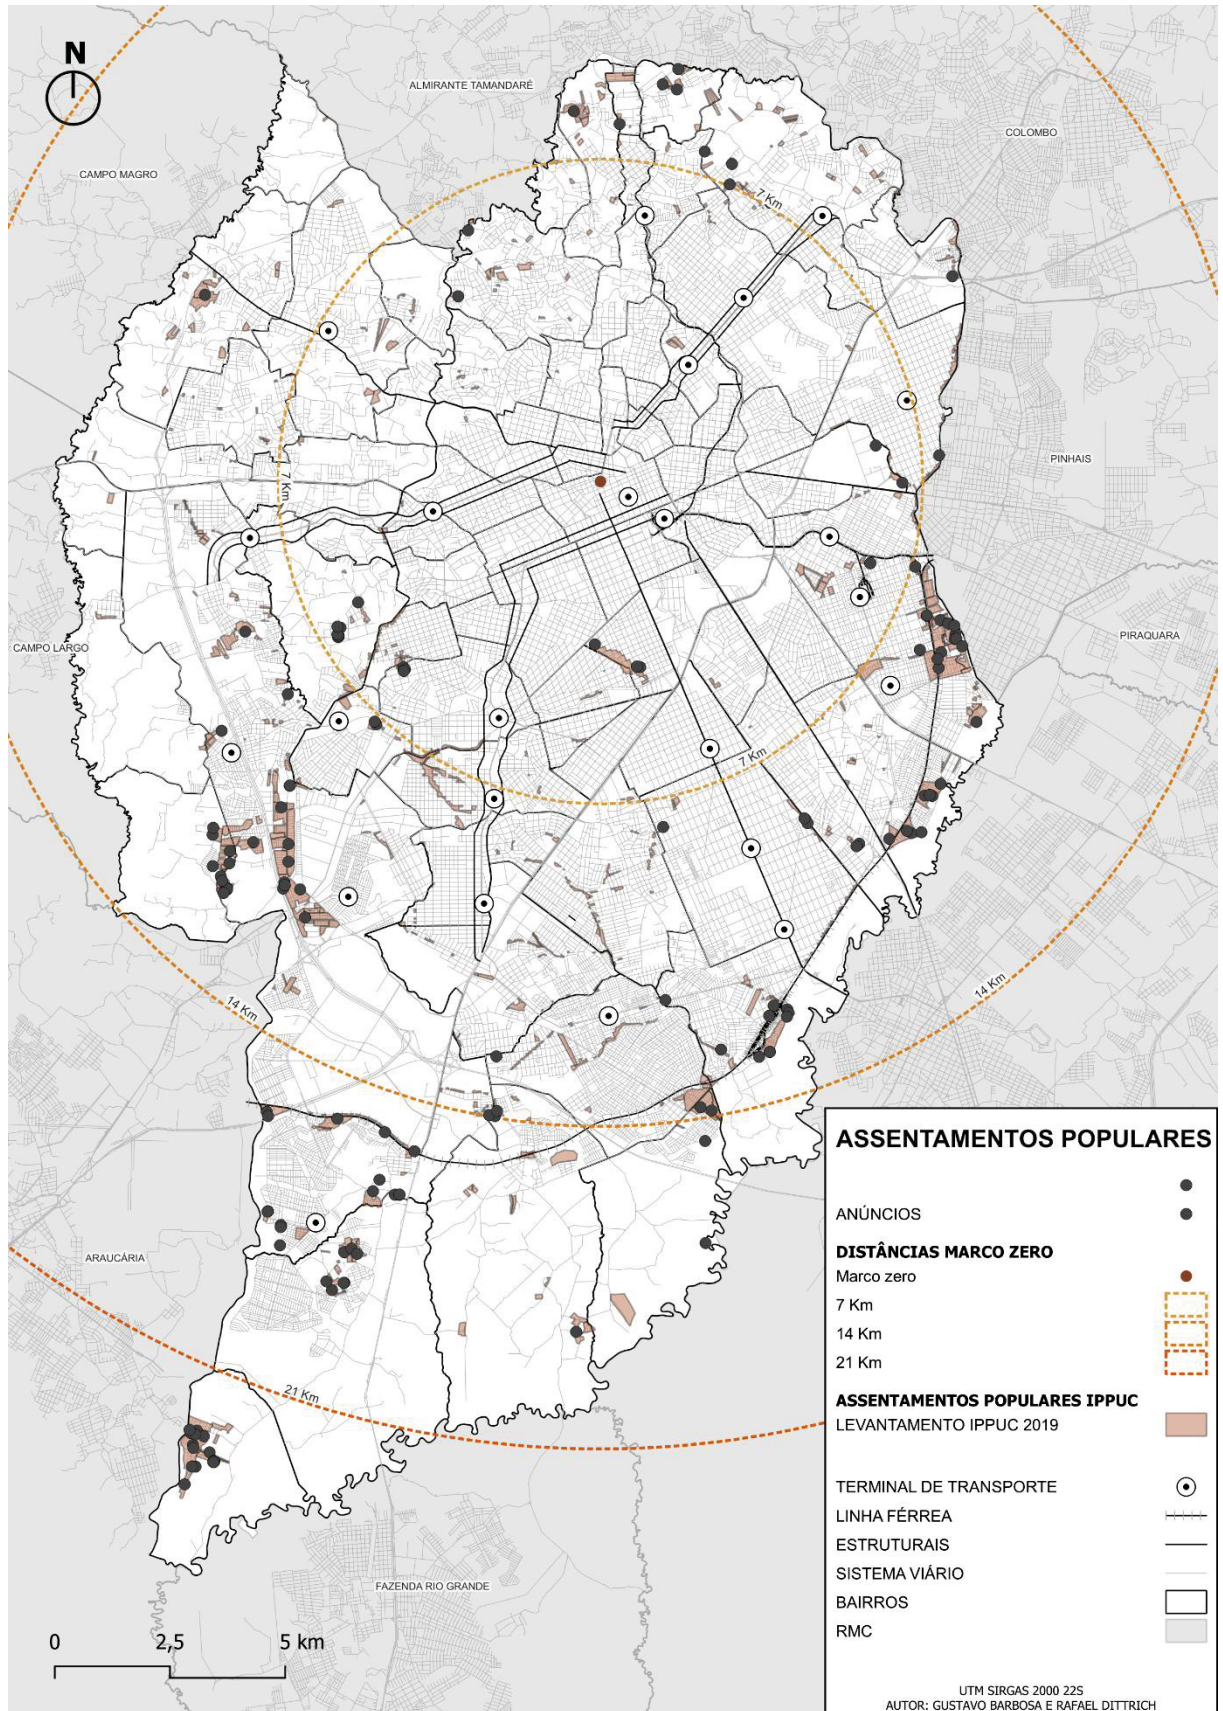 N
ALMIRANTE TAMANDARÉ
COLOMBO
CAMPO MAGRO
7 Km
PINHAIS
7 Km
PIRAQUARA
CAMPO LARGO
7 Km
14 Km
14 Km
ARAUCÁRIA
21 Km
FAZENDA RIO GRANDE
0 2,5 5 km
ASSENTAMENTOS POPULARES
ANÚNCIOS
DISTÂNCIAS MARCO ZERO
Marco zero
7 Km
14 Km
21 Km
ASSENTAMENTOS POPULARES IPPUC
LEVANTAMENTO IPPUC 2019
TERMINAL DE TRANSPORTE
LINHA FÉRREA
ESTRUTURAIS
SISTEMA VIÁRIO
BAIRROS
RMC
UTM SIRGAS 2000 22S
AUTOR: GUSTAVO BARBOSA E RAFAEL DITTRICH